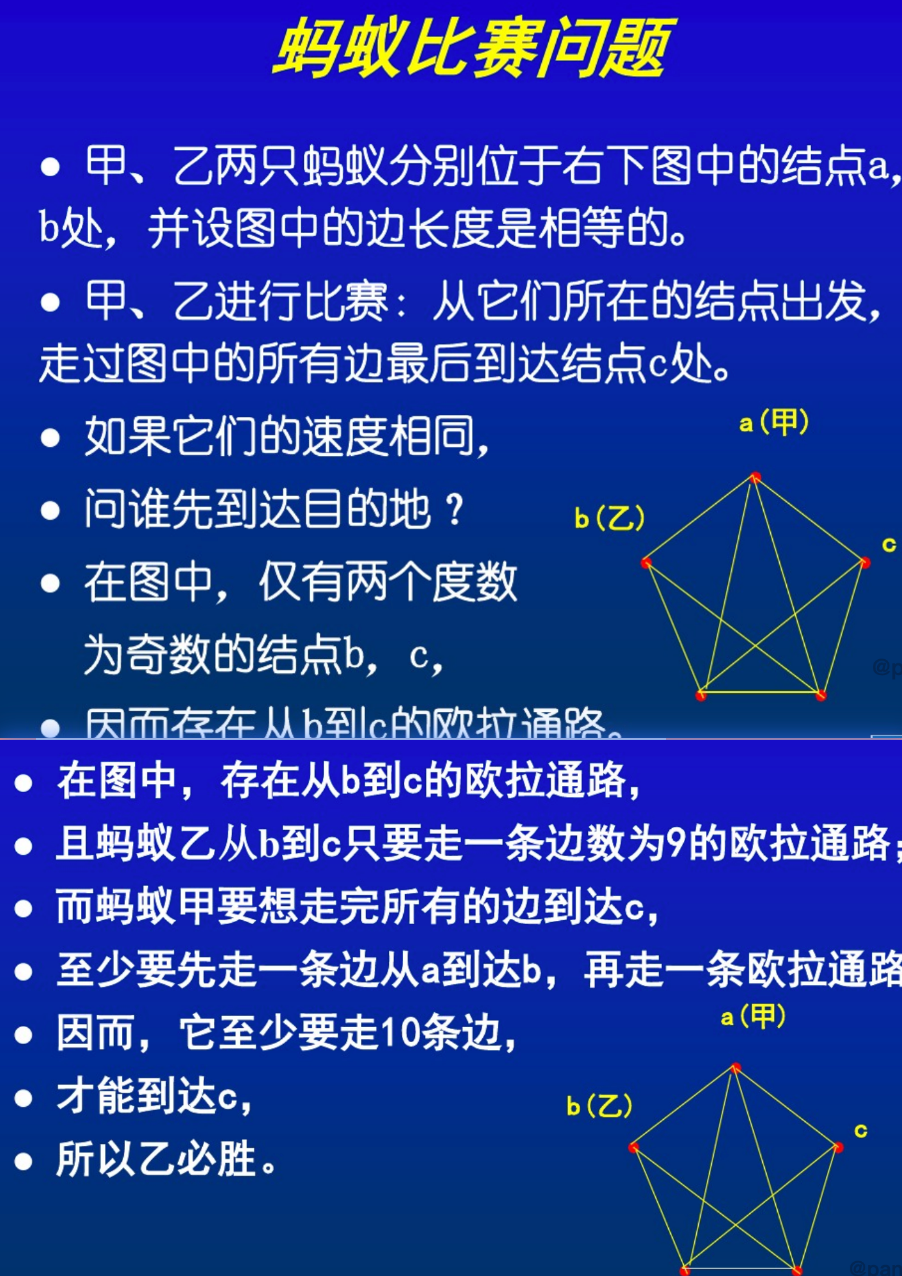 蚂蚁比赛问题
● 甲、乙两只蚂蚁分别位于右下图中的结点a,
b处，并设图中的边长度是相等的。
● 甲、乙进行比赛：从它们所在的结点出发，
走过图中的所有边最后到达结点c处。
● 如果它们的速度相同，
● 问谁先到达目的地？
● 在图中，仅有两个度数
为奇数的结点b，c，
● 因而存在从b到c的欧拉通路。
a(甲)
b(乙)
c
@p
● 在图中，存在从b到c的欧拉通路，
● 且蚂蚁乙从b到c只要走一条边数为9的欧拉通路；
● 而蚂蚁甲要想走完所有的边到达c，
● 至少要先走一条边从a到达b，再走一条欧拉通路
● 因而，它至少要走10条边，
● 才能到达c，
● 所以乙必胜。
a(甲)
b(乙)
c
@pap